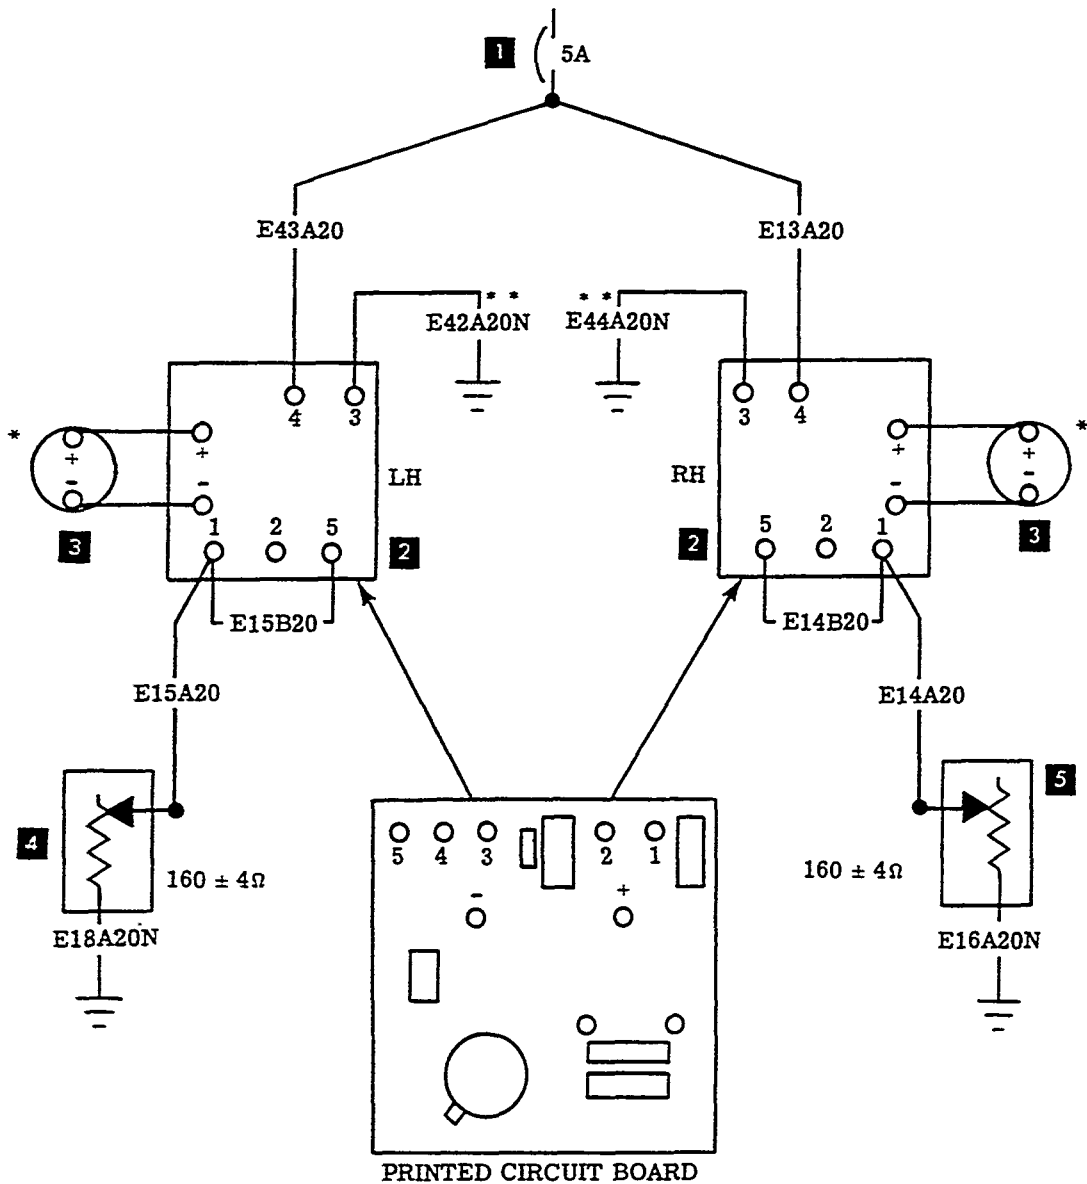 1 5A
E43A20 E13A20
* * * *
E42A20N E44A20N
4 3 3 4
* + + + + *
- - - -
LH RH
3 1 2 5 2 2 5 2 1 3
E15B20 E14B20
E15A20 E14A20
4 5
160 ± 4Ω 160 ± 4Ω
5 4 3 2 1
- +
E18A20N E16A20N
PRINTED CIRCUIT BOARD